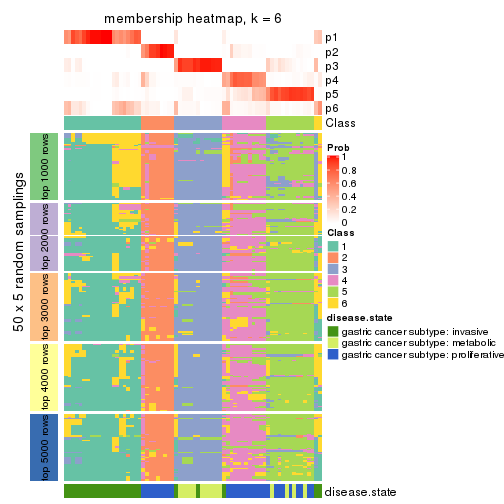 membership heatmap, k = 6
p1
p2
p3
p4
p5
p6
Class
Prob
1
0.8
0.6
0.4
0.2
0
Class
1
2
3
4
5
6
disease.state
gastric cancer subtype: invasive
gastric cancer subtype: metabolic
gastric cancer subtype: proliferative
50 x 5 random samplings
top 1000 rows
top 2000 rows
top 3000 rows
top 4000 rows
top 5000 rows
disease.state